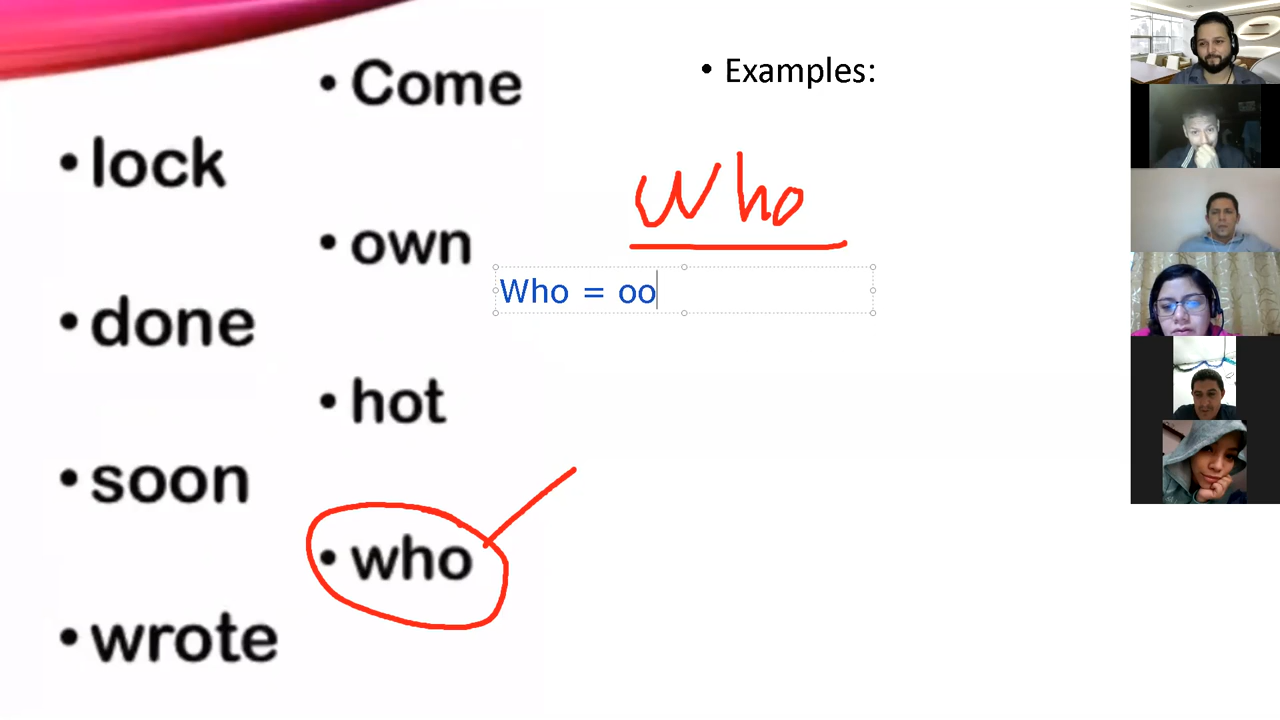 • Come
• lock
• own
• done
• hot
• soon
• who
• wrote
• Examples:
Who
Who = oo